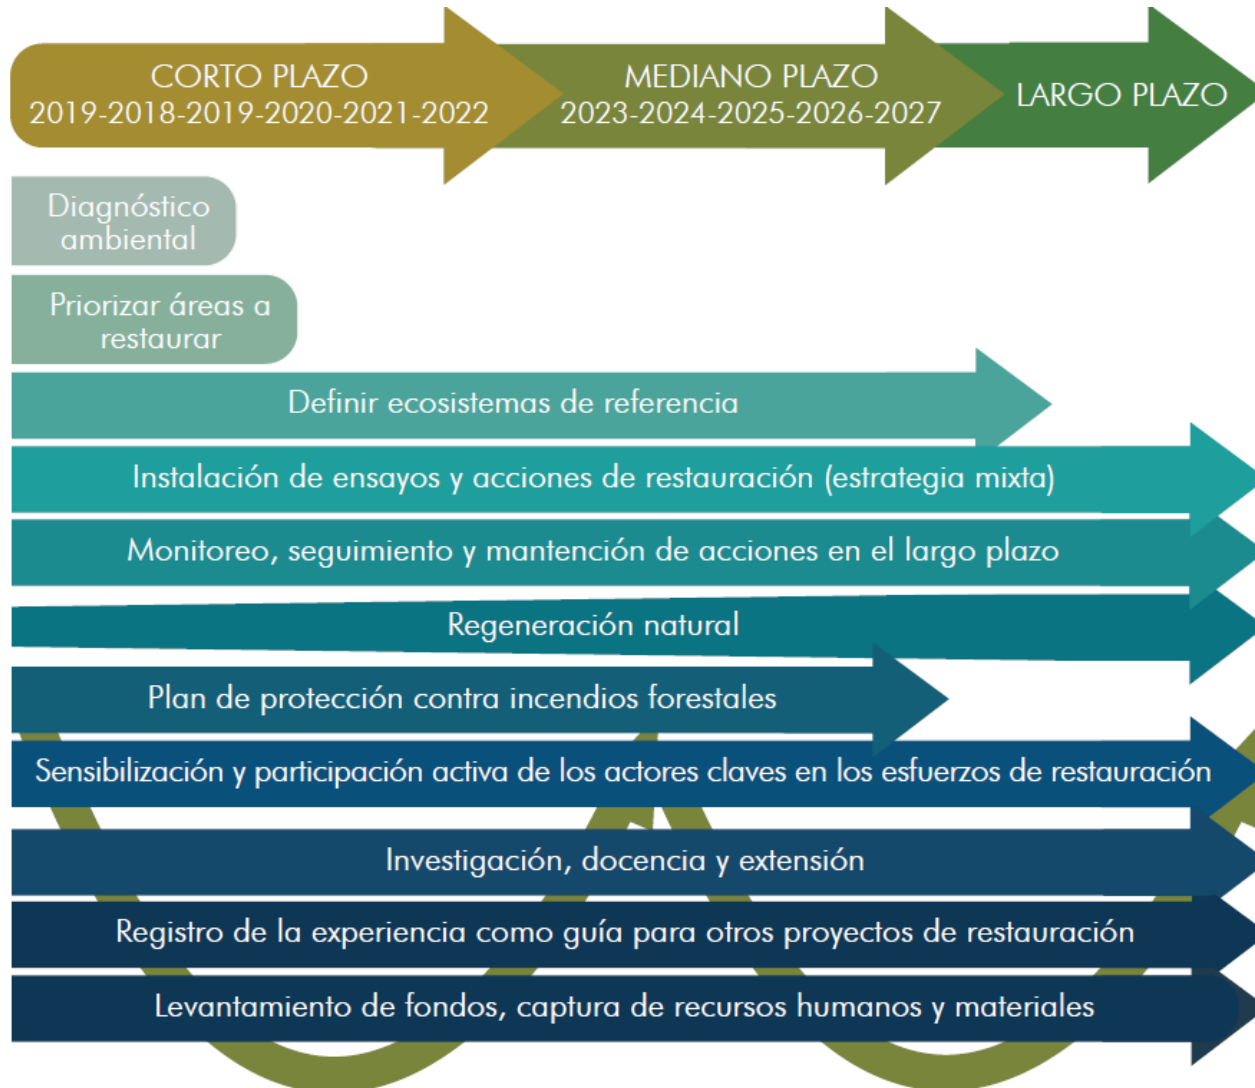 CORTO PLAZO
2019-2018-2019-2020-2021-2022
MEDIANO PLAZO
2023-2024-2025-2026-2027
LARGO PLAZO
Diagnóstico
ambiental
Priorizar áreas a
restaurar
Definir ecosistemas de referencia
Instalación de ensayos y acciones de restauración (estrategia mixta)
Monitoreo, seguimiento y mantención de acciones en el largo plazo
Regeneración natural
Plan de protección contra incendios forestales
Sensibilización y participación activa de los actores claves en los esfuerzos de restauración
Investigación, docencia y extensión
Registro de la experiencia como guía para otros proyectos de restauración
Levantamiento de fondos, captura de recursos humanos y materiales